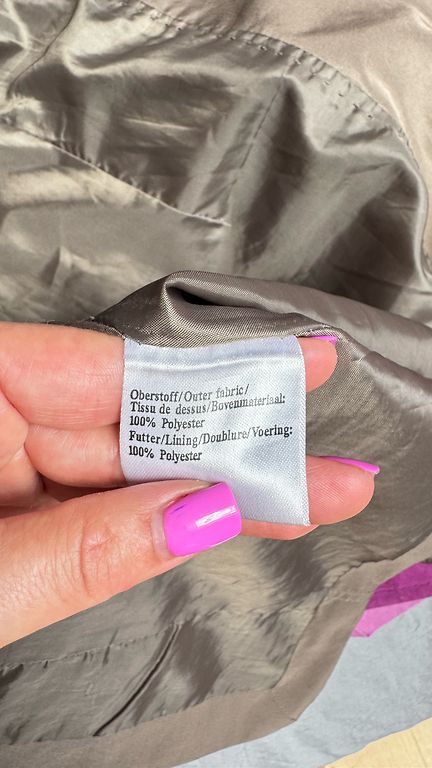 Oberstoff/Outer fabric/
Tissu de dessus/Bovenmateriaal:
100% Polyester
Futter/Lining/Doublure/Voering:
100% Polyester